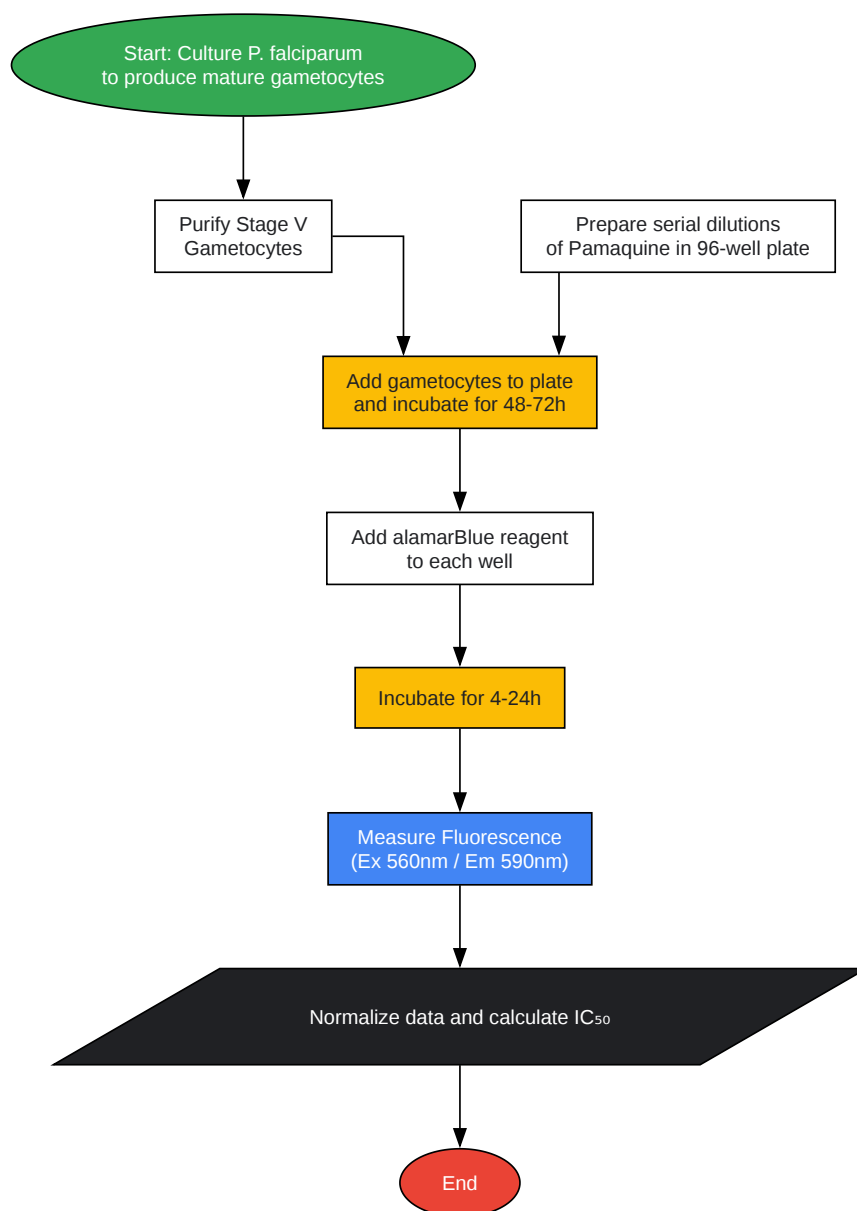 Start: Culture P. falciparum
to produce mature gametocytes
Purify Stage V
Gametocytes
Prepare serial dilutions
of Pamaquine in 96-well plate
Add gametocytes to plate
and incubate for 48-72h
Add alamarBlue reagent
to each well
Incubate for 4-24h
Measure Fluorescence
(Ex 560nm / Em 590nm)
Normalize data and calculate IC₅₀
End